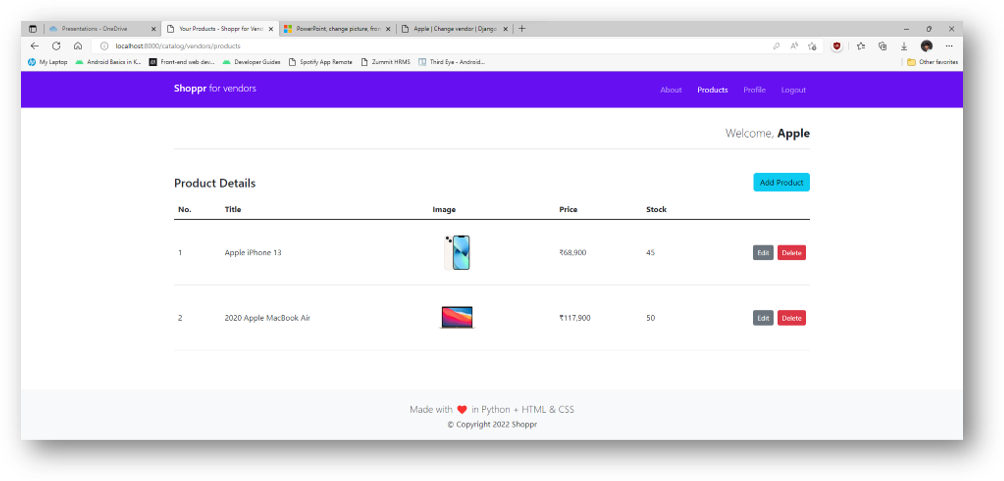 Presentations - OneDrive
Your Products - Shoppr for Vend
PowerPoint, change picture, fro
Apple | Change vendor | Django
localhost:8000/catalog/vendors/products
My Laptop
Android Basics in K...
Front-end web dev...
Developer Guides
Spotify App Remote
Zummit HRMS
Third Eye - Android...
Other favorites
Shoppr for vendors
About Products Profile Logout
Welcome, Apple
Product Details Add Product
No. Title Image Price Stock
1 Apple iPhone 13 ₹68,900 45 Edit Delete
2 2020 Apple MacBook Air ₹117,900 50 Edit Delete
Made with ❤ in Python + HTML & CSS
© Copyright 2022 Shoppr